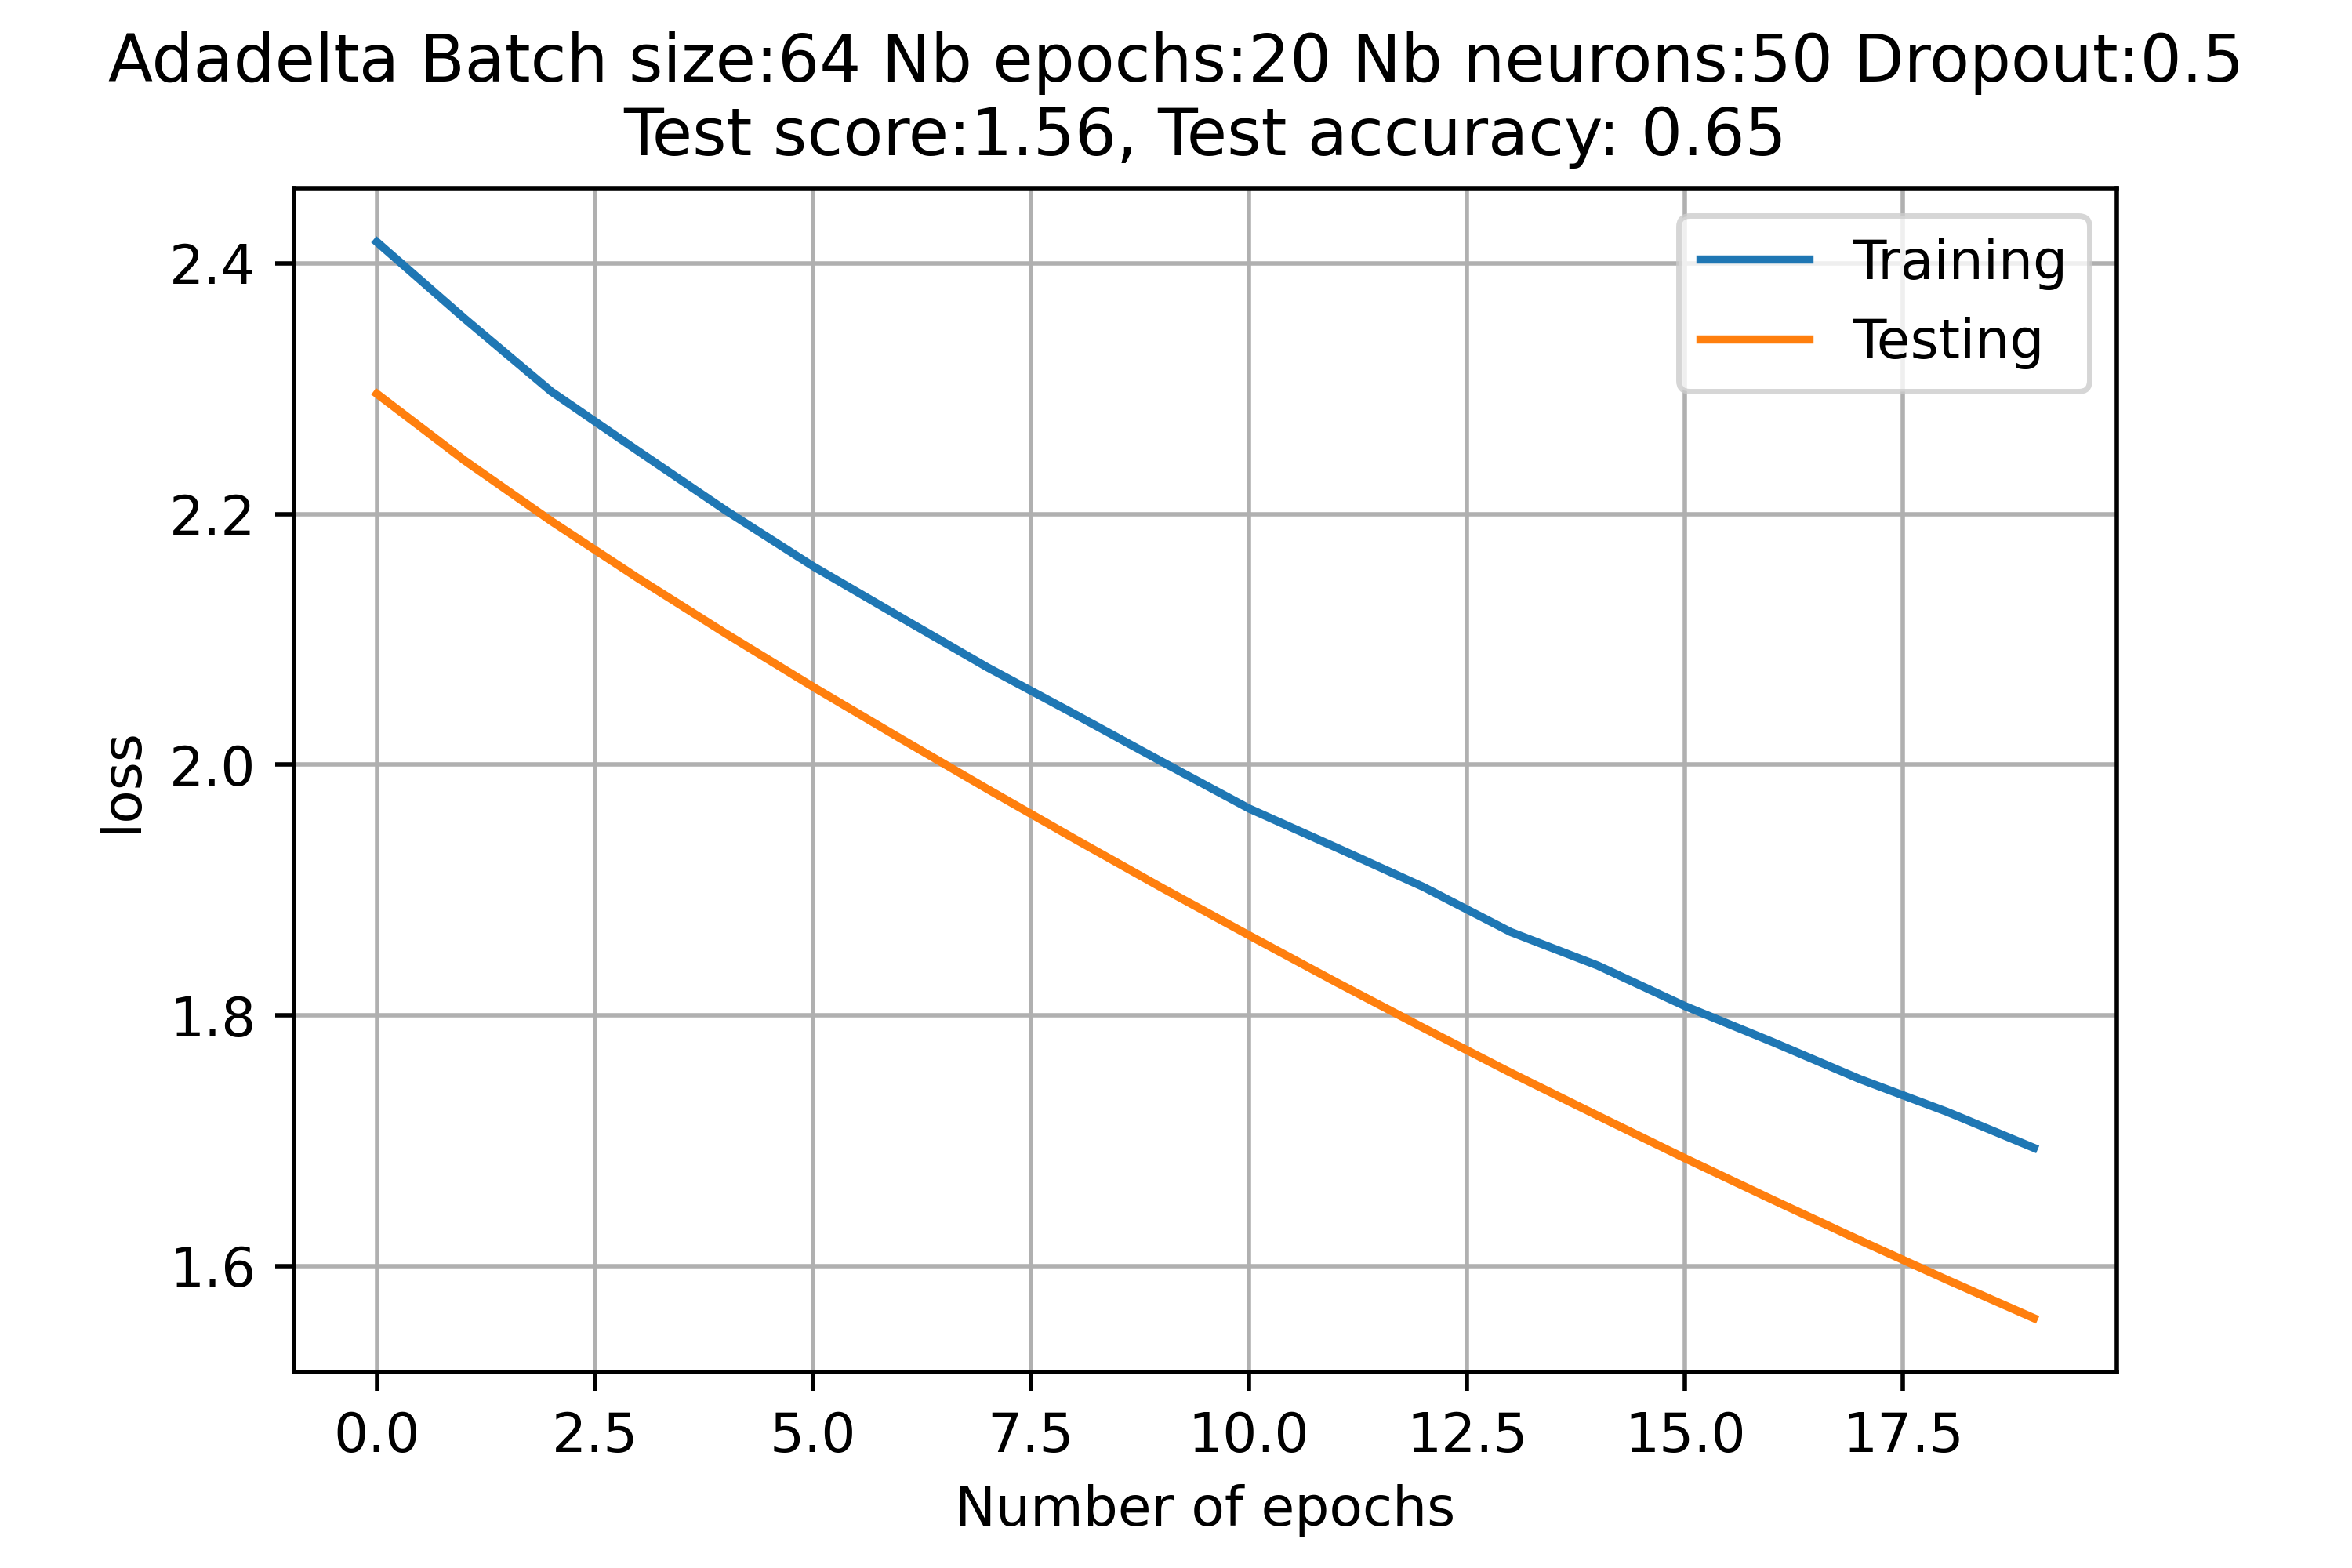 Adadelta Batch size:64 Nb epochs:20 Nb neurons:50 Dropout:0.5
Test score:1.56, Test accuracy: 0.65
Training
Testing
2.4
2.2
2.0
1.8
1.6
loss
0.0 2.5 5.0 7.5 10.0 12.5 15.0 17.5
Number of epochs